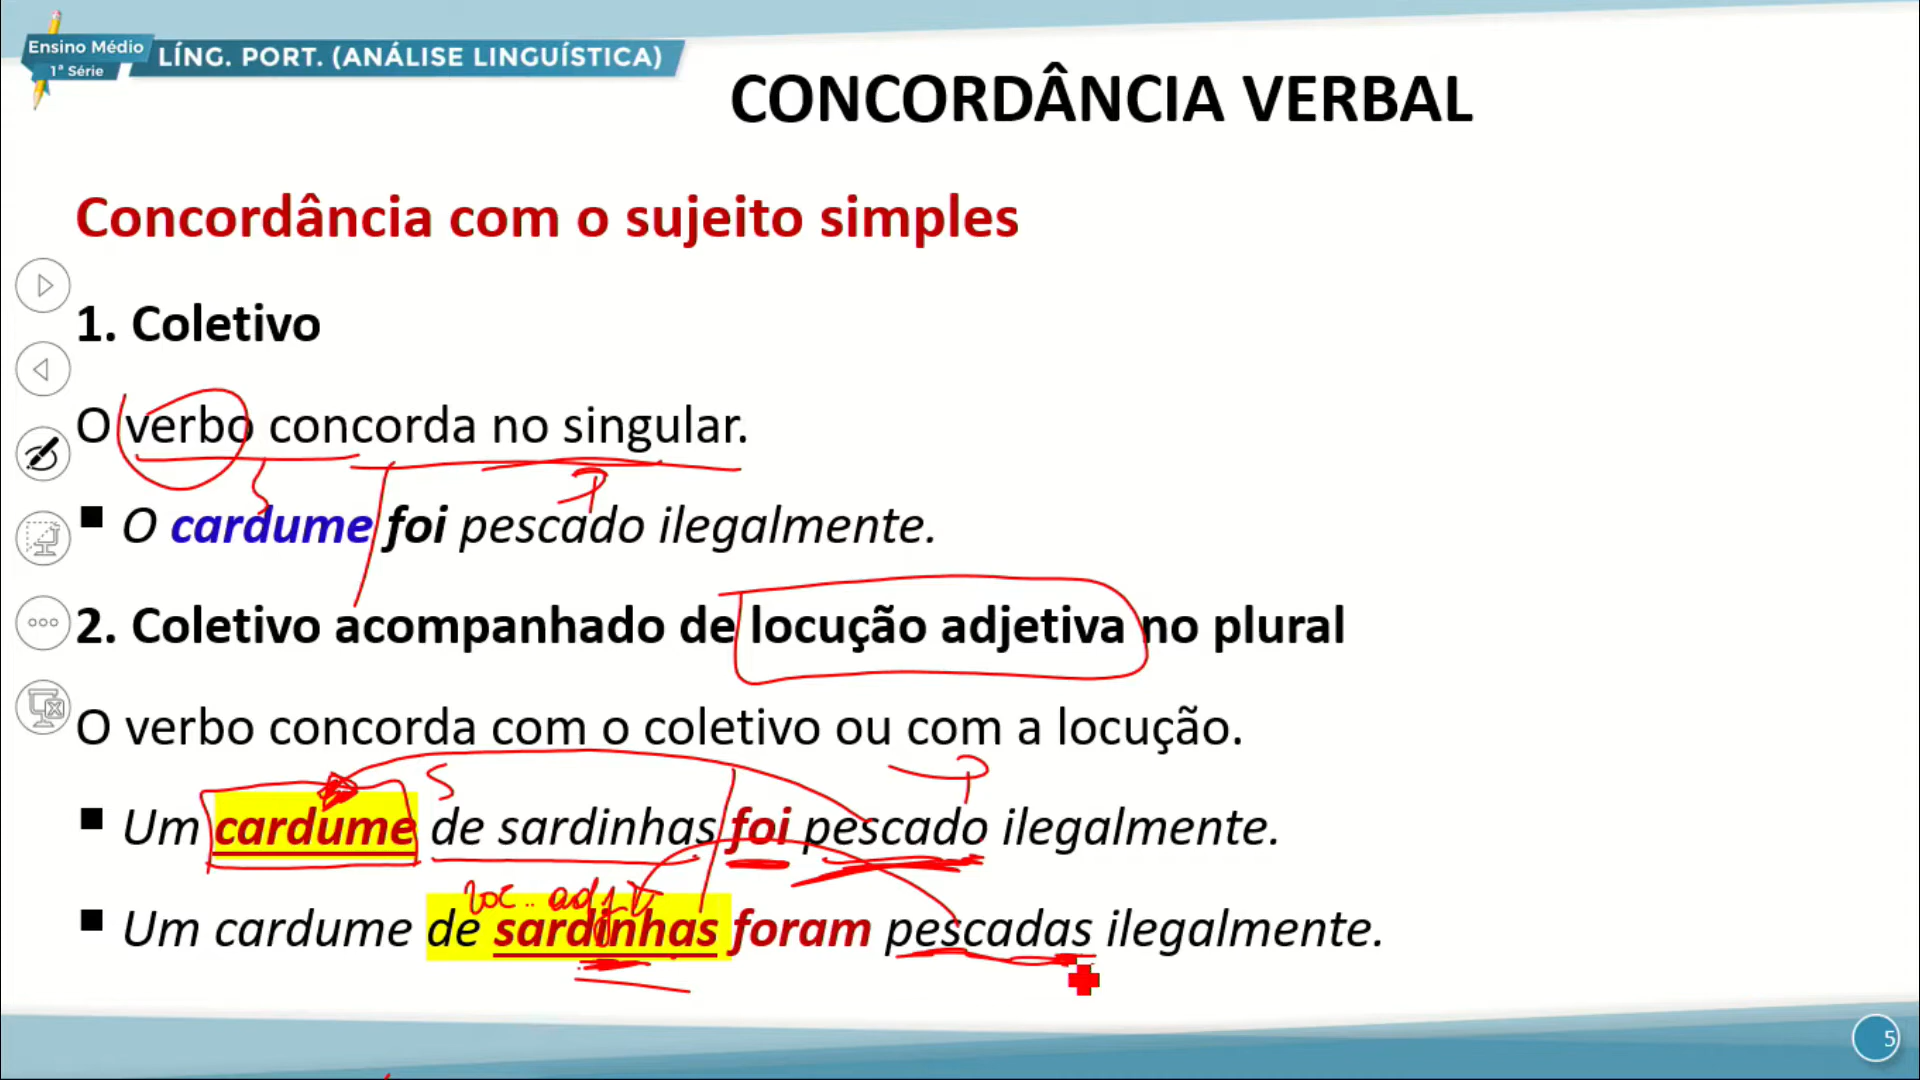 Ensino Médio
1ª Série
LÍNG. PORT. (ANÁLISE LINGUÍSTICA)
CONCORDÂNCIA VERBAL
Concordância com o sujeito simples
1. Coletivo
O verbo concorda no singular.
▪ O cardume foi pescado ilegalmente.
2. Coletivo acompanhado de locução adjetiva no plural
O verbo concorda com o coletivo ou com a locução.
▪ Um cardume de sardinhas foi pescado ilegalmente.
loc. adj
▪ Um cardume de sardinhas foram pescadas ilegalmente.
5